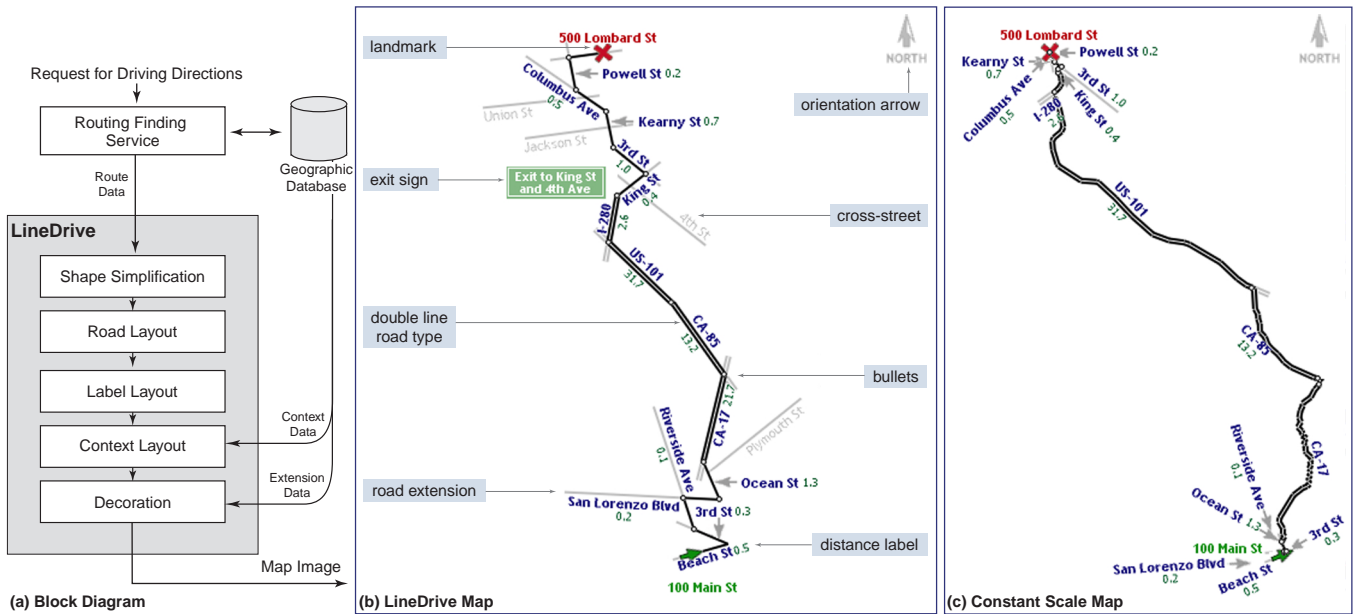 Request for Driving Directions
Routing Finding
Service
Geographic
Database
Route
Data
LineDrive
Shape Simplification
Road Layout
Label Layout
Context Layout
Decoration
Context
Data
Extension
Data
Map Image
(a) Block Diagram
landmark
exit sign
double line
road type
road extension
orientation arrow
cross-street
bullets
distance label
500 Lombard St
NORTH
Powell St 0.2
Columbus Ave
0.5
Union St
Kearny St 0.7
Jackson St
3rd St
1.0
Exit to King St
and 4th Ave
King St
0.4
4th St
I-280
2.6
US-101
31.7
CA-85
13.2
21.7
CA-17
Plymouth St
Riverside Ave
0.1
Ocean St 1.3
San Lorenzo Blvd
0.2
3rd St 0.3
Beach St 0.5
100 Main St
(b) LineDrive Map
500 Lombard St
NORTH
Powell St 0.2
Kearny St
0.7
Columbus Ave
0.5
3rd St 1.0
King St 0.4
I-280
US-101
31.7
CA-85
13.2
CA-17
Riverside Ave
0.1
Ocean St 1.3
3rd St
0.3
100 Main St
San Lorenzo Blvd
0.2
Beach St
0.5
(c) Constant Scale Map